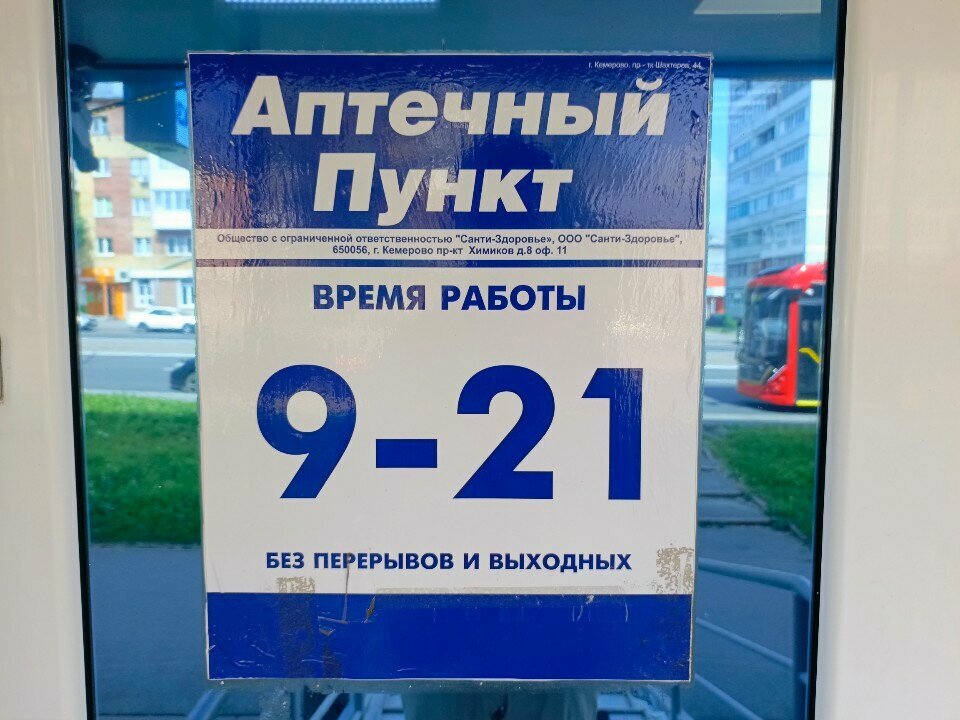 г. Кемерово. пр - тк Шахтеров, 44
Аптечный
Пункт
Общество с ограниченной ответственностью "Санти-Здоровье», ООО "Санти-Здоровье",
650056, г. Кемерово пр-кт Химиков д.8 оф. 11
ВРЕМЯ РАБОТЫ
9-21
БЕЗ ПЕРЕРЫВОВ И ВЫХОДНЫХ